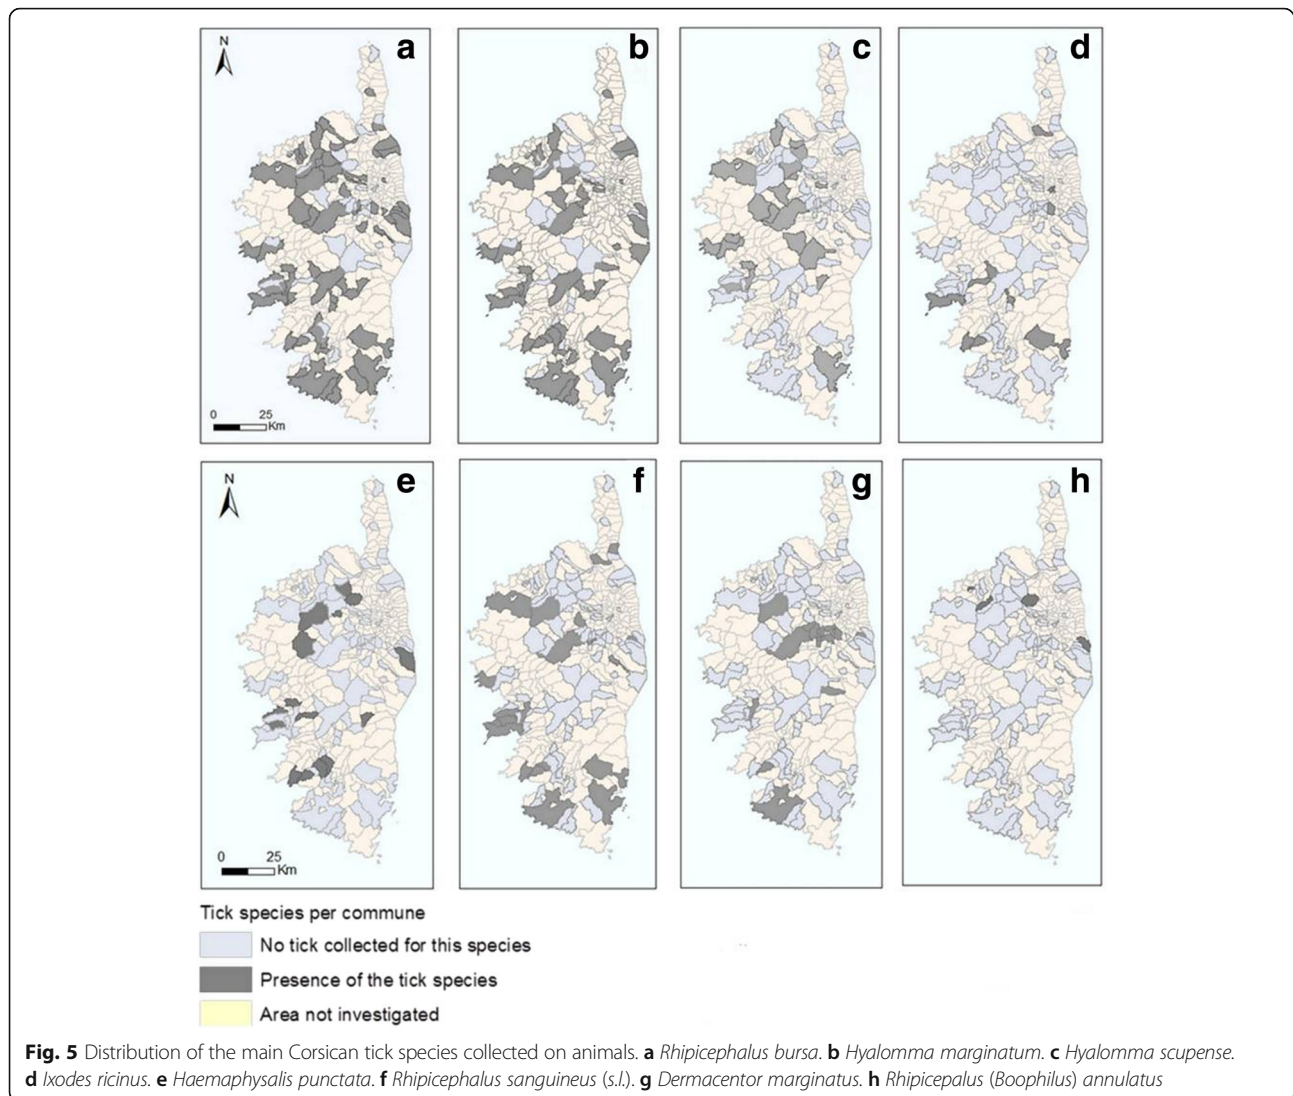 N
a
b
c
d
0 25
Km
N
e
f
g
h
0 25
Km
Tick species per commune
No tick collected for this species
Presence of the tick species
Area not investigated
Fig. 5 Distribution of the main Corsican tick species collected on animals. a Rhipicephalus bursa. b Hyalomma marginatum. c Hyalomma scupense.
d Ixodes ricinus. e Haemaphysalis punctata. f Rhipicephalus sanguineus (s.l.). g Dermacentor marginatus. h Rhipicepalus (Boophilus) annulatus